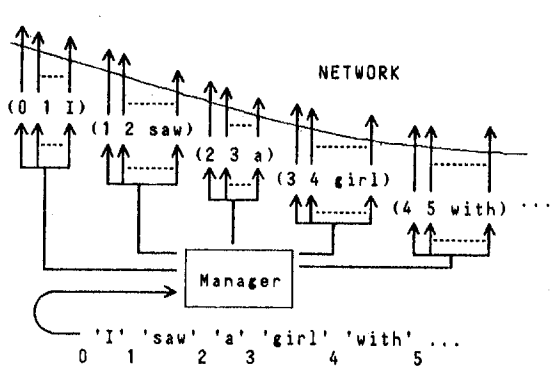 NETWORK
(0 1 I)
(1 2 saw)
(2 3 a)
(3 4 girl)
(4 5 with) ...
Manager
'I' 'saw' 'a' 'girl' 'with' ...
0 1 2 3 4 5